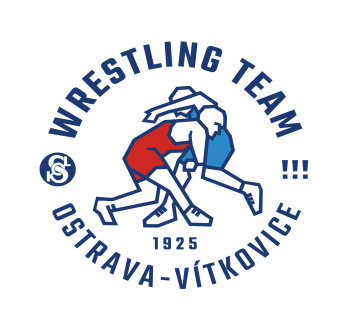 WRESTLING TEAM
!!!
1925
OSTRAVA-VÍTKOVICE